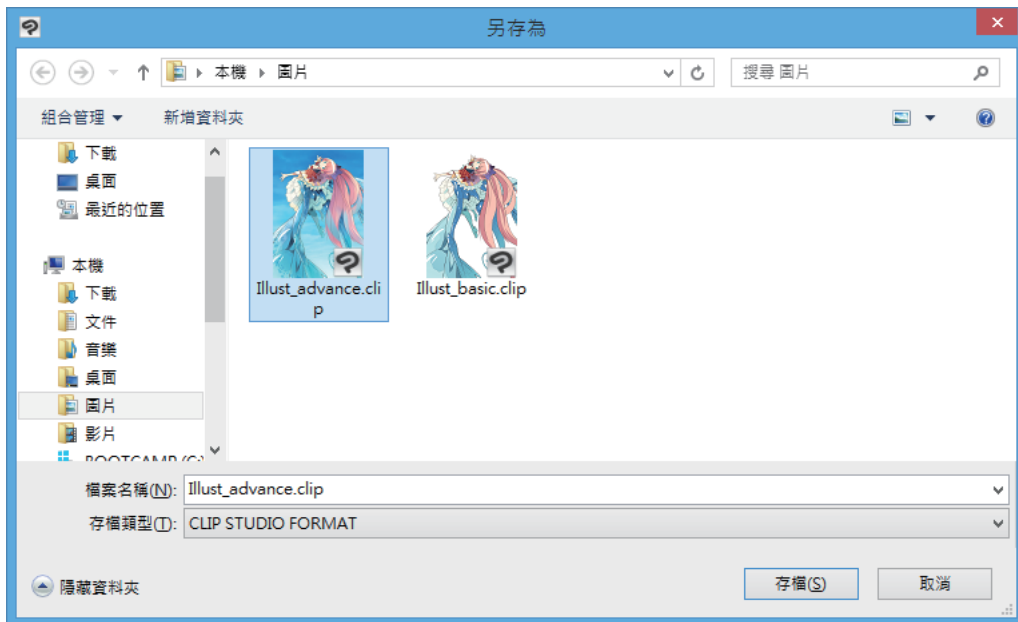 另存為
本機 圖片
搜尋 圖片
組合管理 新增資料夾
下載
桌面
最近的位置
本機
下載
文件
音樂
桌面
圖片
影片
BOOTCAMP (C:)
Illust_advance.cli
p
Illust_basic.clip
檔案名稱(N): Illust_advance.clip
存檔類型(T): CLIP STUDIO FORMAT
隱藏資料夾
存檔(S) 取消